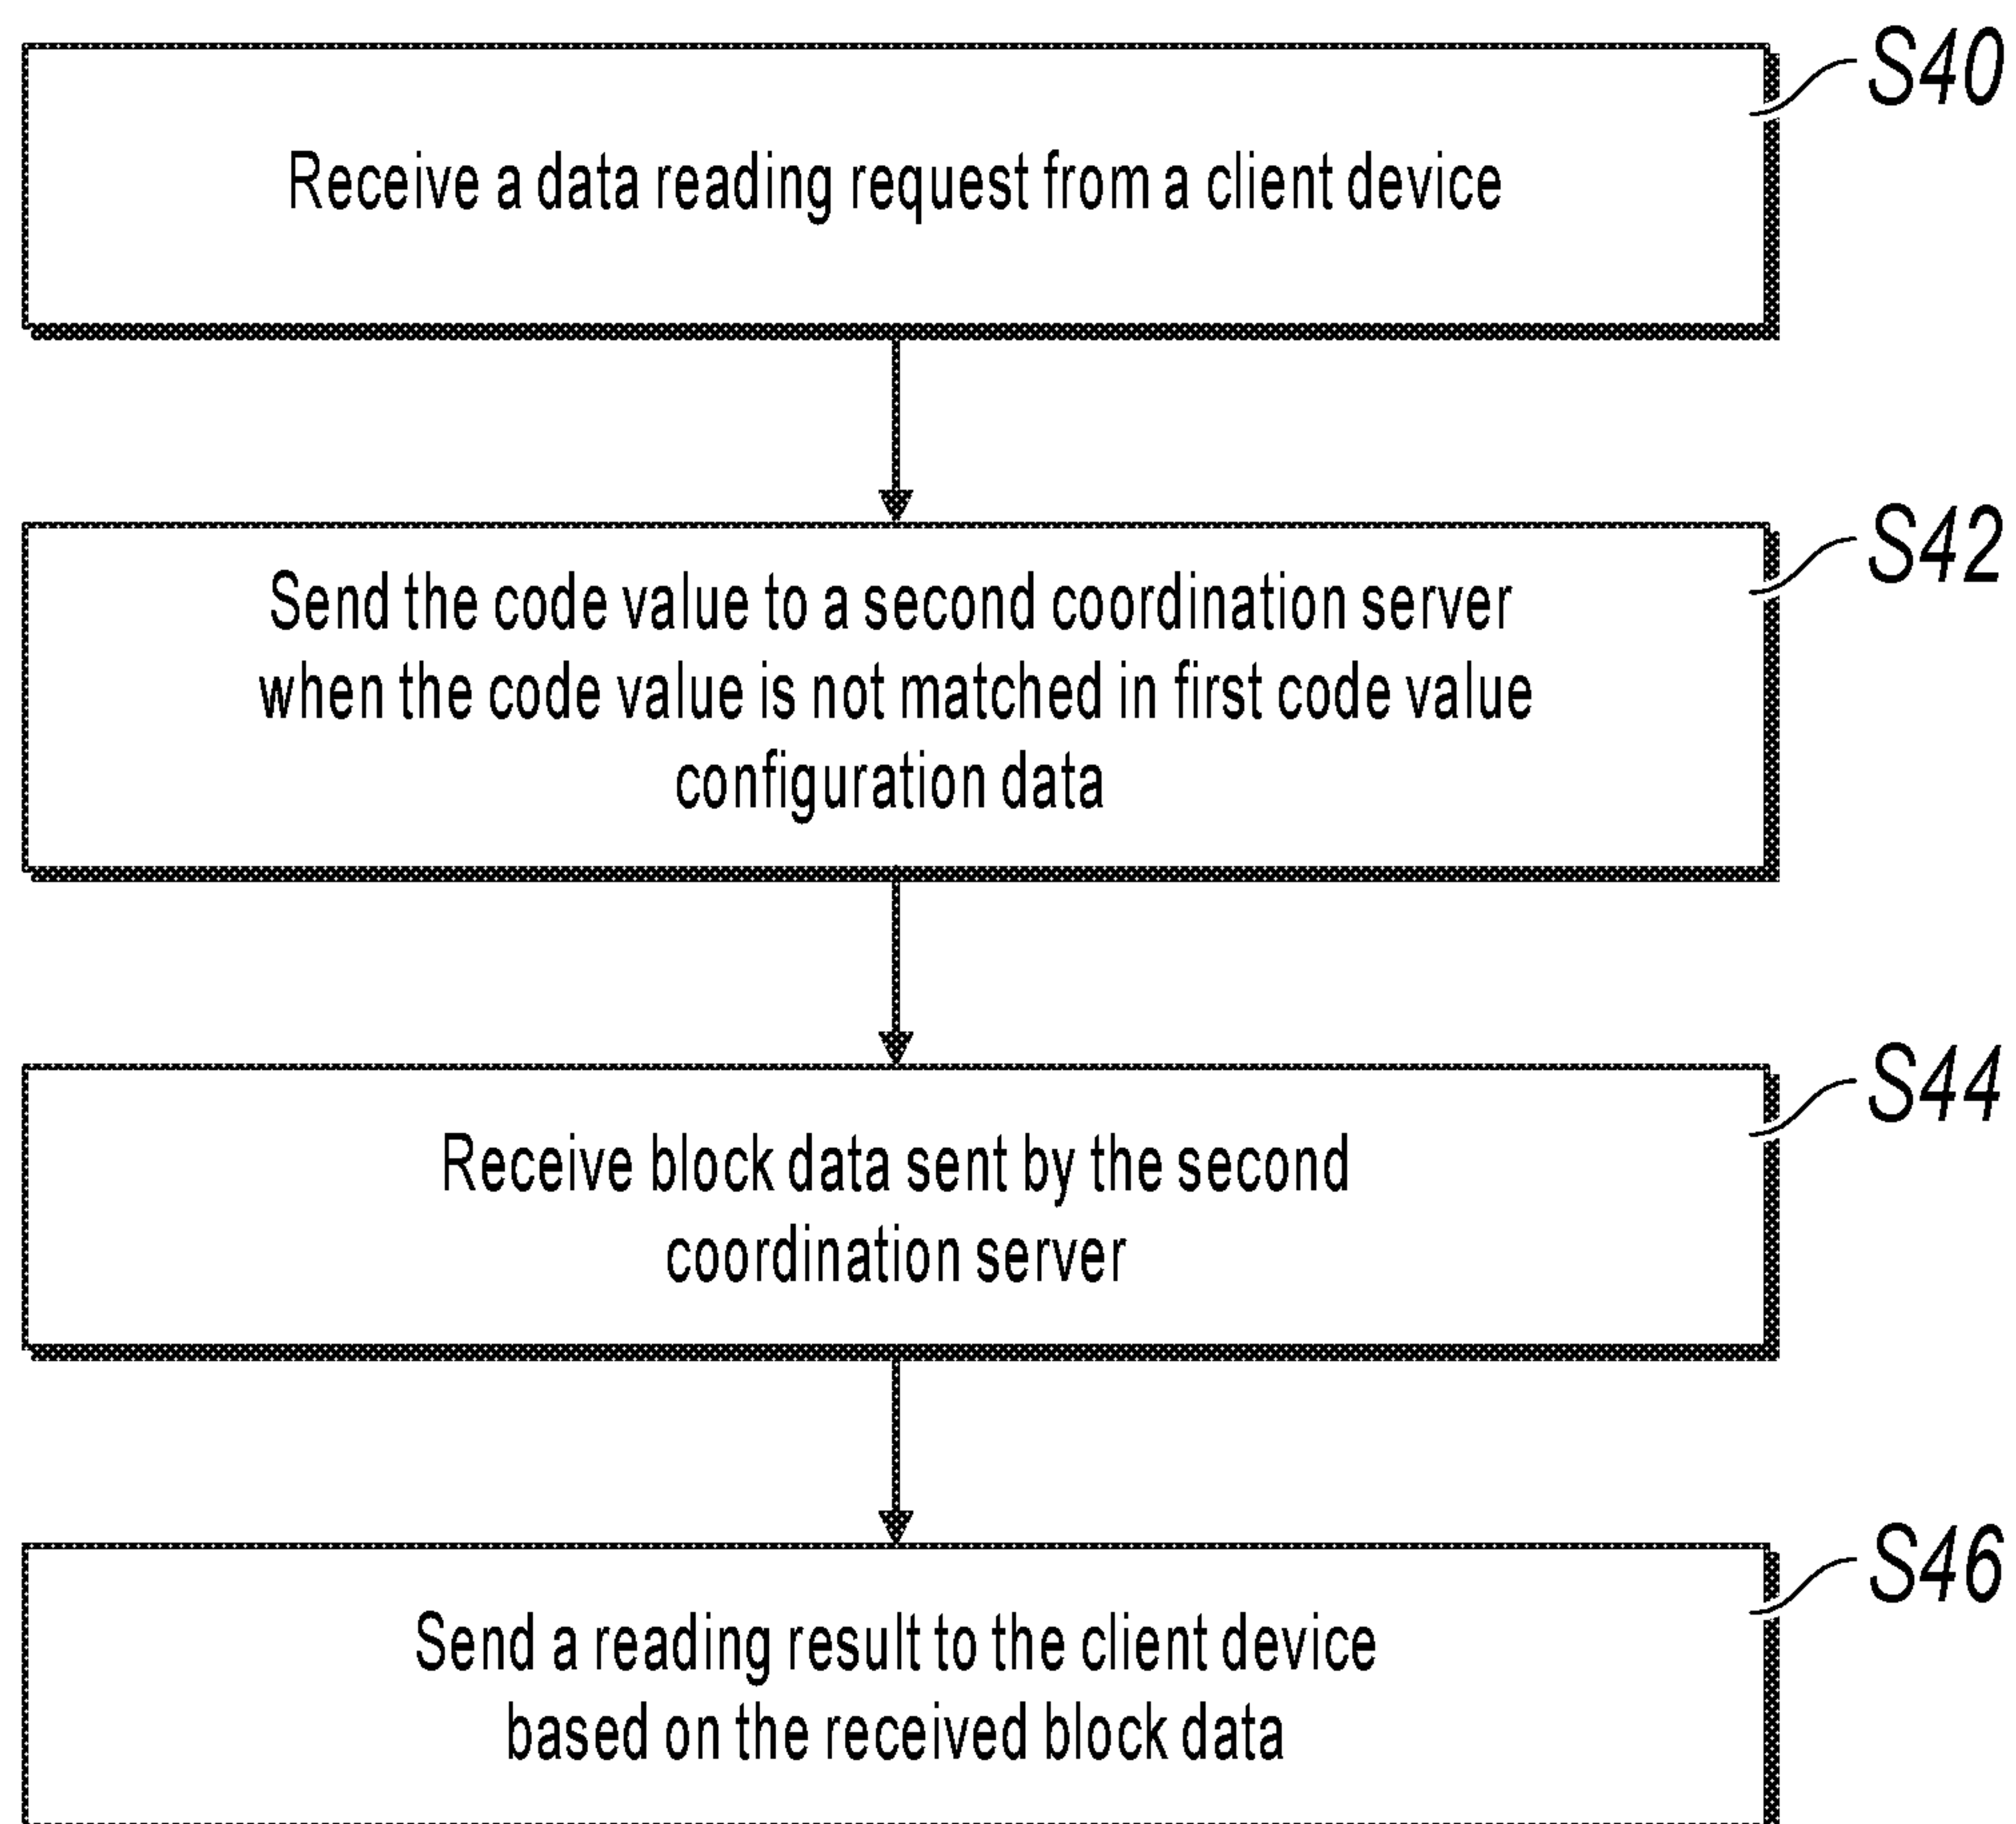 S40
Receive a data reading request from a client device
S42
Send the code value to a second coordination server
when the code value is not matched in first code value
configuration data
S44
Receive block data sent by the second
coordination server
S46
Send a reading result to the client device
based on the received block data